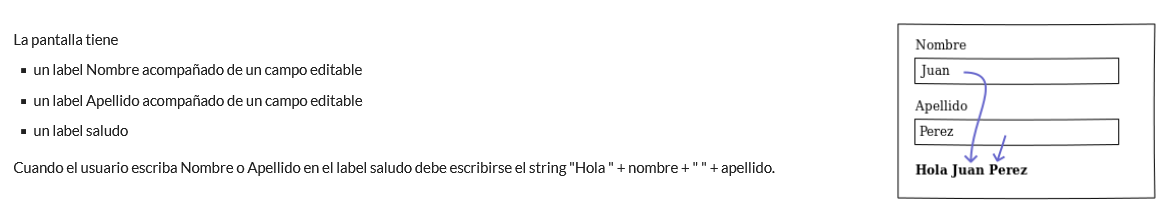 La pantalla tiene
▪ un label Nombre acompañado de un campo editable
▪ un label Apellido acompañado de un campo editable
▪ un label saludo
Cuando el usuario escriba Nombre o Apellido en el label saludo debe escribirse el string "Hola " + nombre + " " + apellido.
Nombre
Juan
Apellido
Perez
Hola Juan Perez